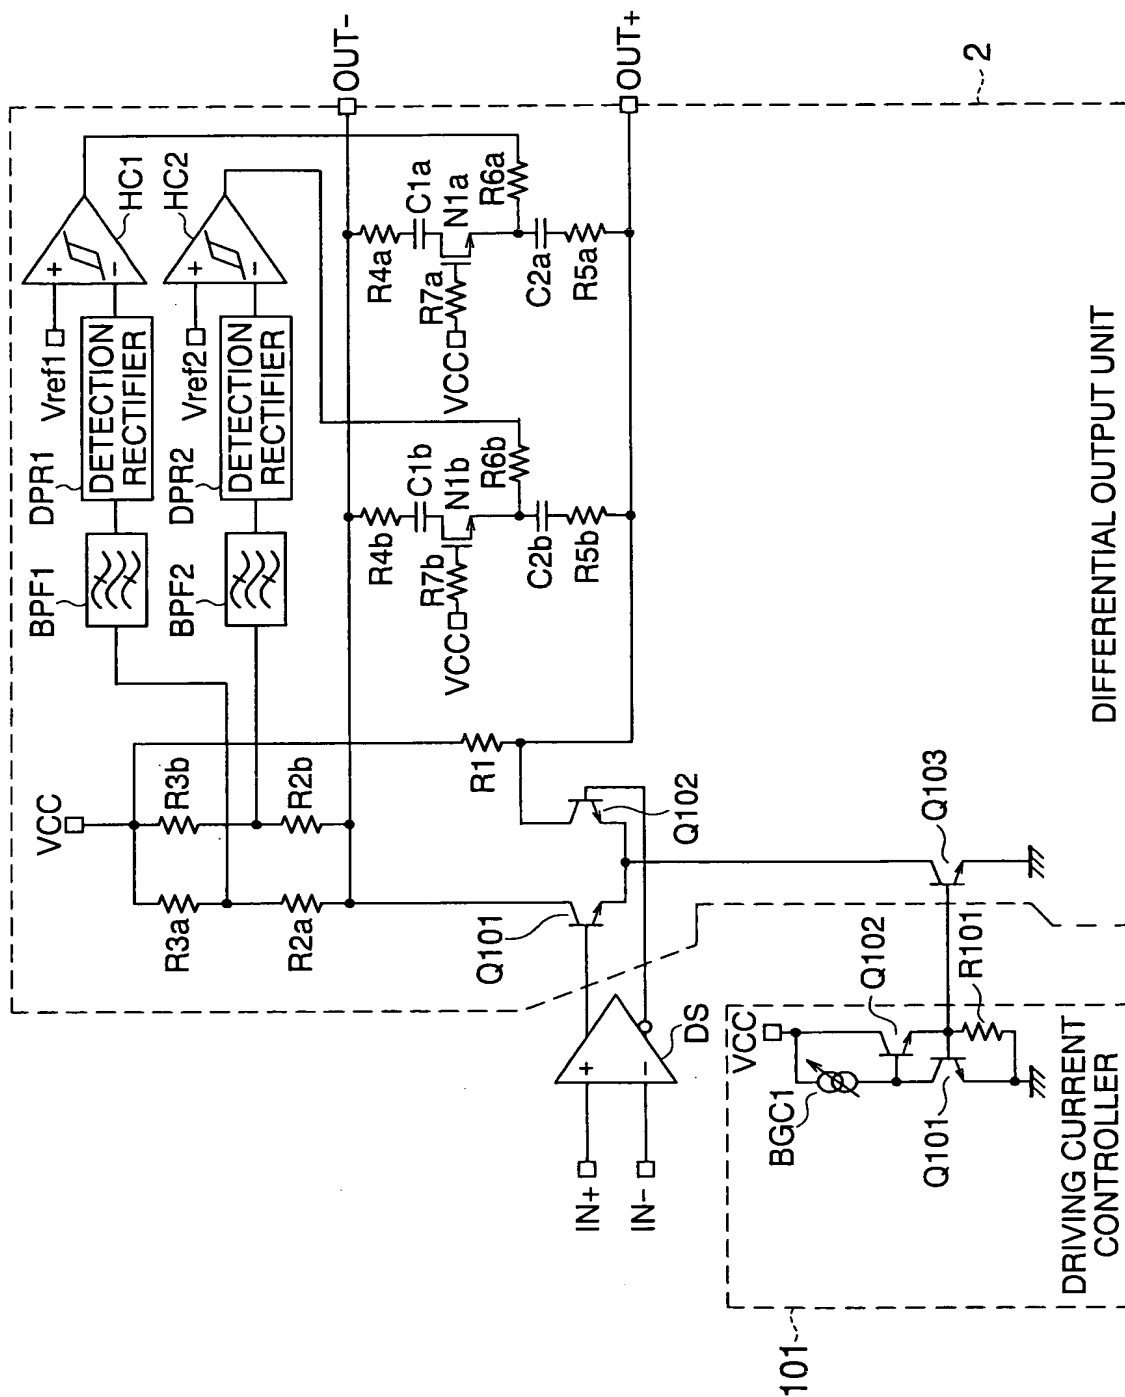 VCC
R3a
R3b
R2a
R2b
BPF1
DPR1
DETECTION
RECTIFIER
Vref1
+
-
HC1
BPF2
DPR2
DETECTION
RECTIFIER
Vref2
+
-
HC2
OUT-
R4b
C1b
R7b
N1b
VCC
R6b
C2b
R5b
R4a
C1a
R7a
N1a
VCC
R6a
C2a
R5a
OUT+
R1
Q101
Q102
IN+
IN-
+
-
DS
Q103
2
VCC
BGC1
Q102
Q101
R101
DRIVING CURRENT
CONTROLLER
101
DIFFERENTIAL OUTPUT UNIT